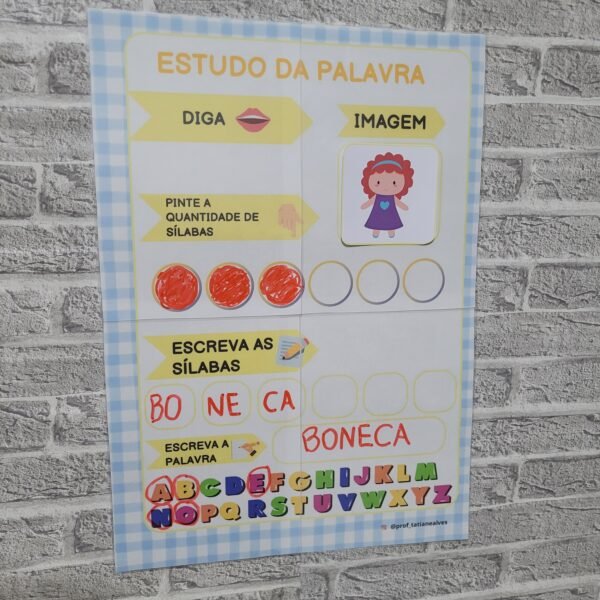 ESTUDO DA PALAVRA
DIGA
IMAGEM
PINTE A
QUANTIDADE DE
SÍLABAS
ESCREVA AS
SÍLABAS
BO NE CA
ESCREVA A
PALAVRA
BONECA
ABCDEFGHIJKLM
NOPQRSTUVWXYZ
@prof_tatianealves